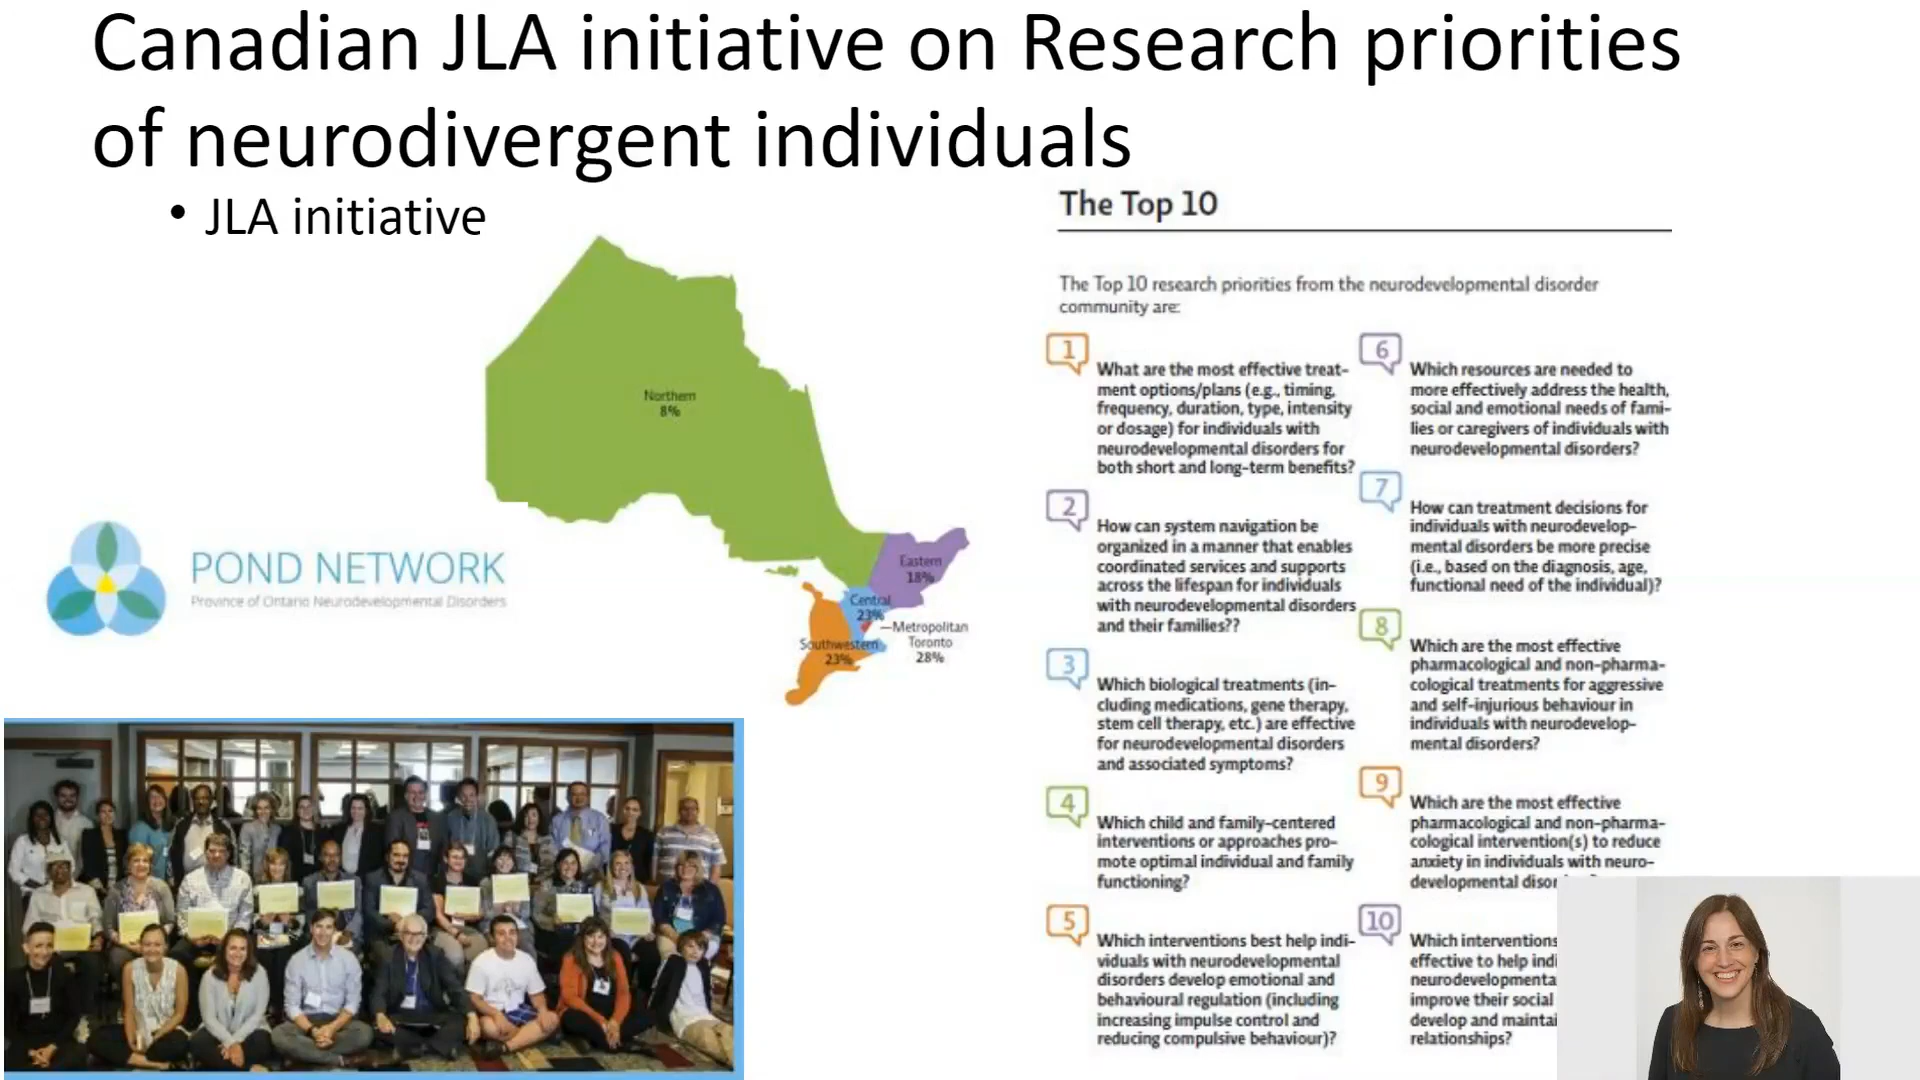 Canadian JLA initiative on Research priorities
of neurodivergent individuals
• JLA initiative
Northern
8%
Eastern
18%
Central
23%
Metropolitan
Toronto
28%
Southwestern
23%
POND NETWORK
Province of Ontario Neurodevelopmental Disorders
The Top 10
The Top 10 research priorities from the neurodevelopmental disorder
community are:
1
What are the most effective treat-
ment options/plans (e.g., timing,
frequency, duration, type, intensity
or dosage) for individuals with
neurodevelopmental disorders for
both short and long-term benefits?
2
How can system navigation be
organized in a manner that enables
coordinated services and supports
across the lifespan for individuals
with neurodevelopmental disorders
and their families??
3
Which biological treatments (in-
cluding medications, gene therapy,
stem cell therapy, etc.) are effective
for neurodevelopmental disorders
and associated symptoms?
4
Which child and family-centered
interventions or approaches pro-
mote optimal individual and family
functioning?
5
Which interventions best help indi-
viduals with neurodevelopmental
disorders develop emotional and
behavioural regulation (including
increasing impulse control and
reducing compulsive behaviour)?
6
Which resources are needed to
more effectively address the health,
social and emotional needs of fami-
lies or caregivers of individuals with
neurodevelopmental disorders?
7
How can treatment decisions for
individuals with neurodevelop-
mental disorders be more precise
(i.e., based on the diagnosis, age,
functional need of the individual)?
8
Which are the most effective
pharmacological and non-pharma-
cological treatments for aggressive
and self-injurious behaviour in
individuals with neurodevelop-
mental disorders?
9
Which are the most effective
pharmacological and non-pharma-
cological intervention(s) to reduce
anxiety in individuals with neuro-
developmental
10
Which interventions
effective to help
improve their social
develop and
relationships?